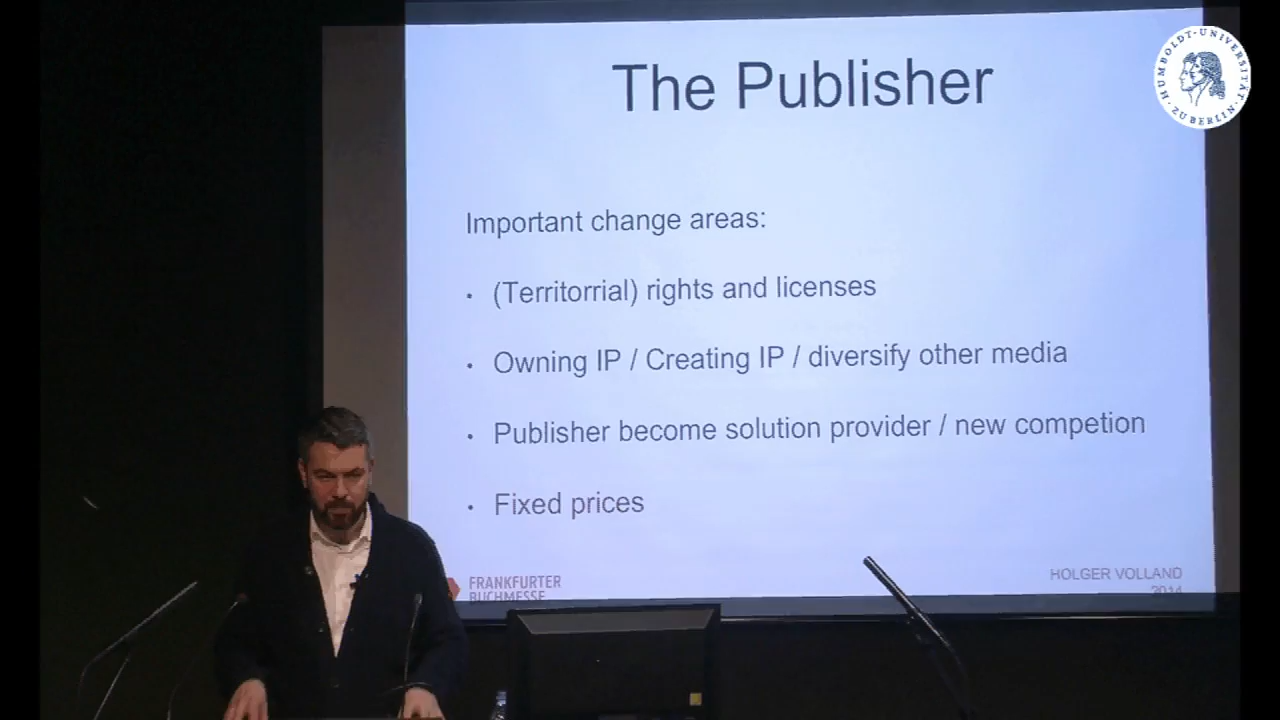 The Publisher
HUMBOLDT-UNIVERSITÄT ZU BERLIN
Important change areas:
• (Territorrial) rights and licenses
• Owning IP / Creating IP / diversify other media
• Publisher become solution provider / new competion
• Fixed prices
FRANKFURTER
BUCHMESSE
HOLGER VOLLAND
2014